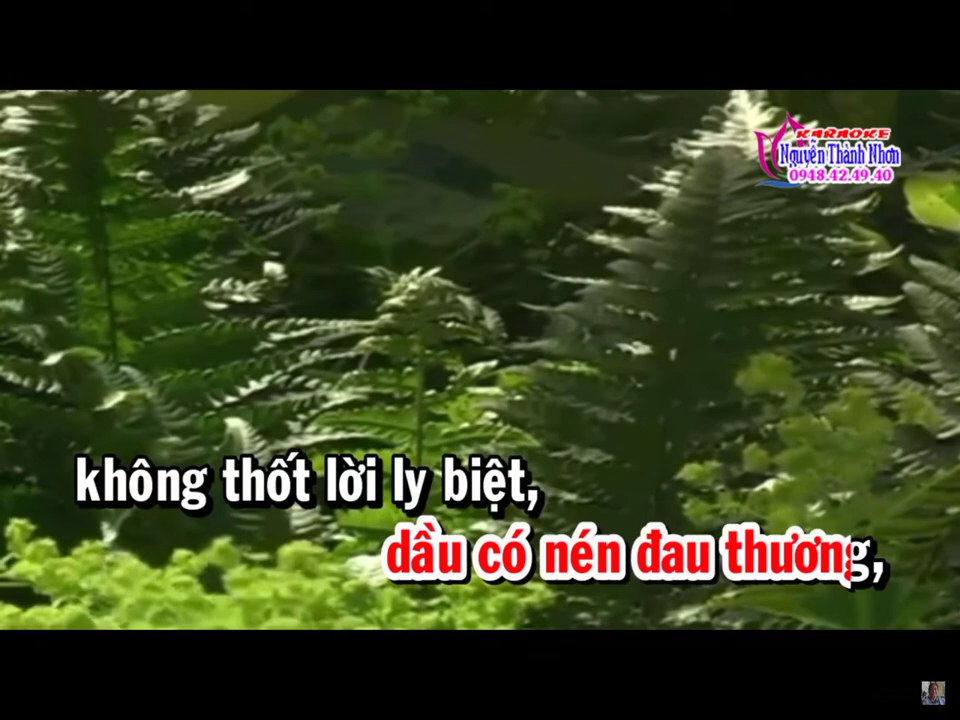 KARAOKE
Nguyễn Thành Nhơn
0948.42.49.40
không thốt lời ly biệt,
dầu có nén đau thương,